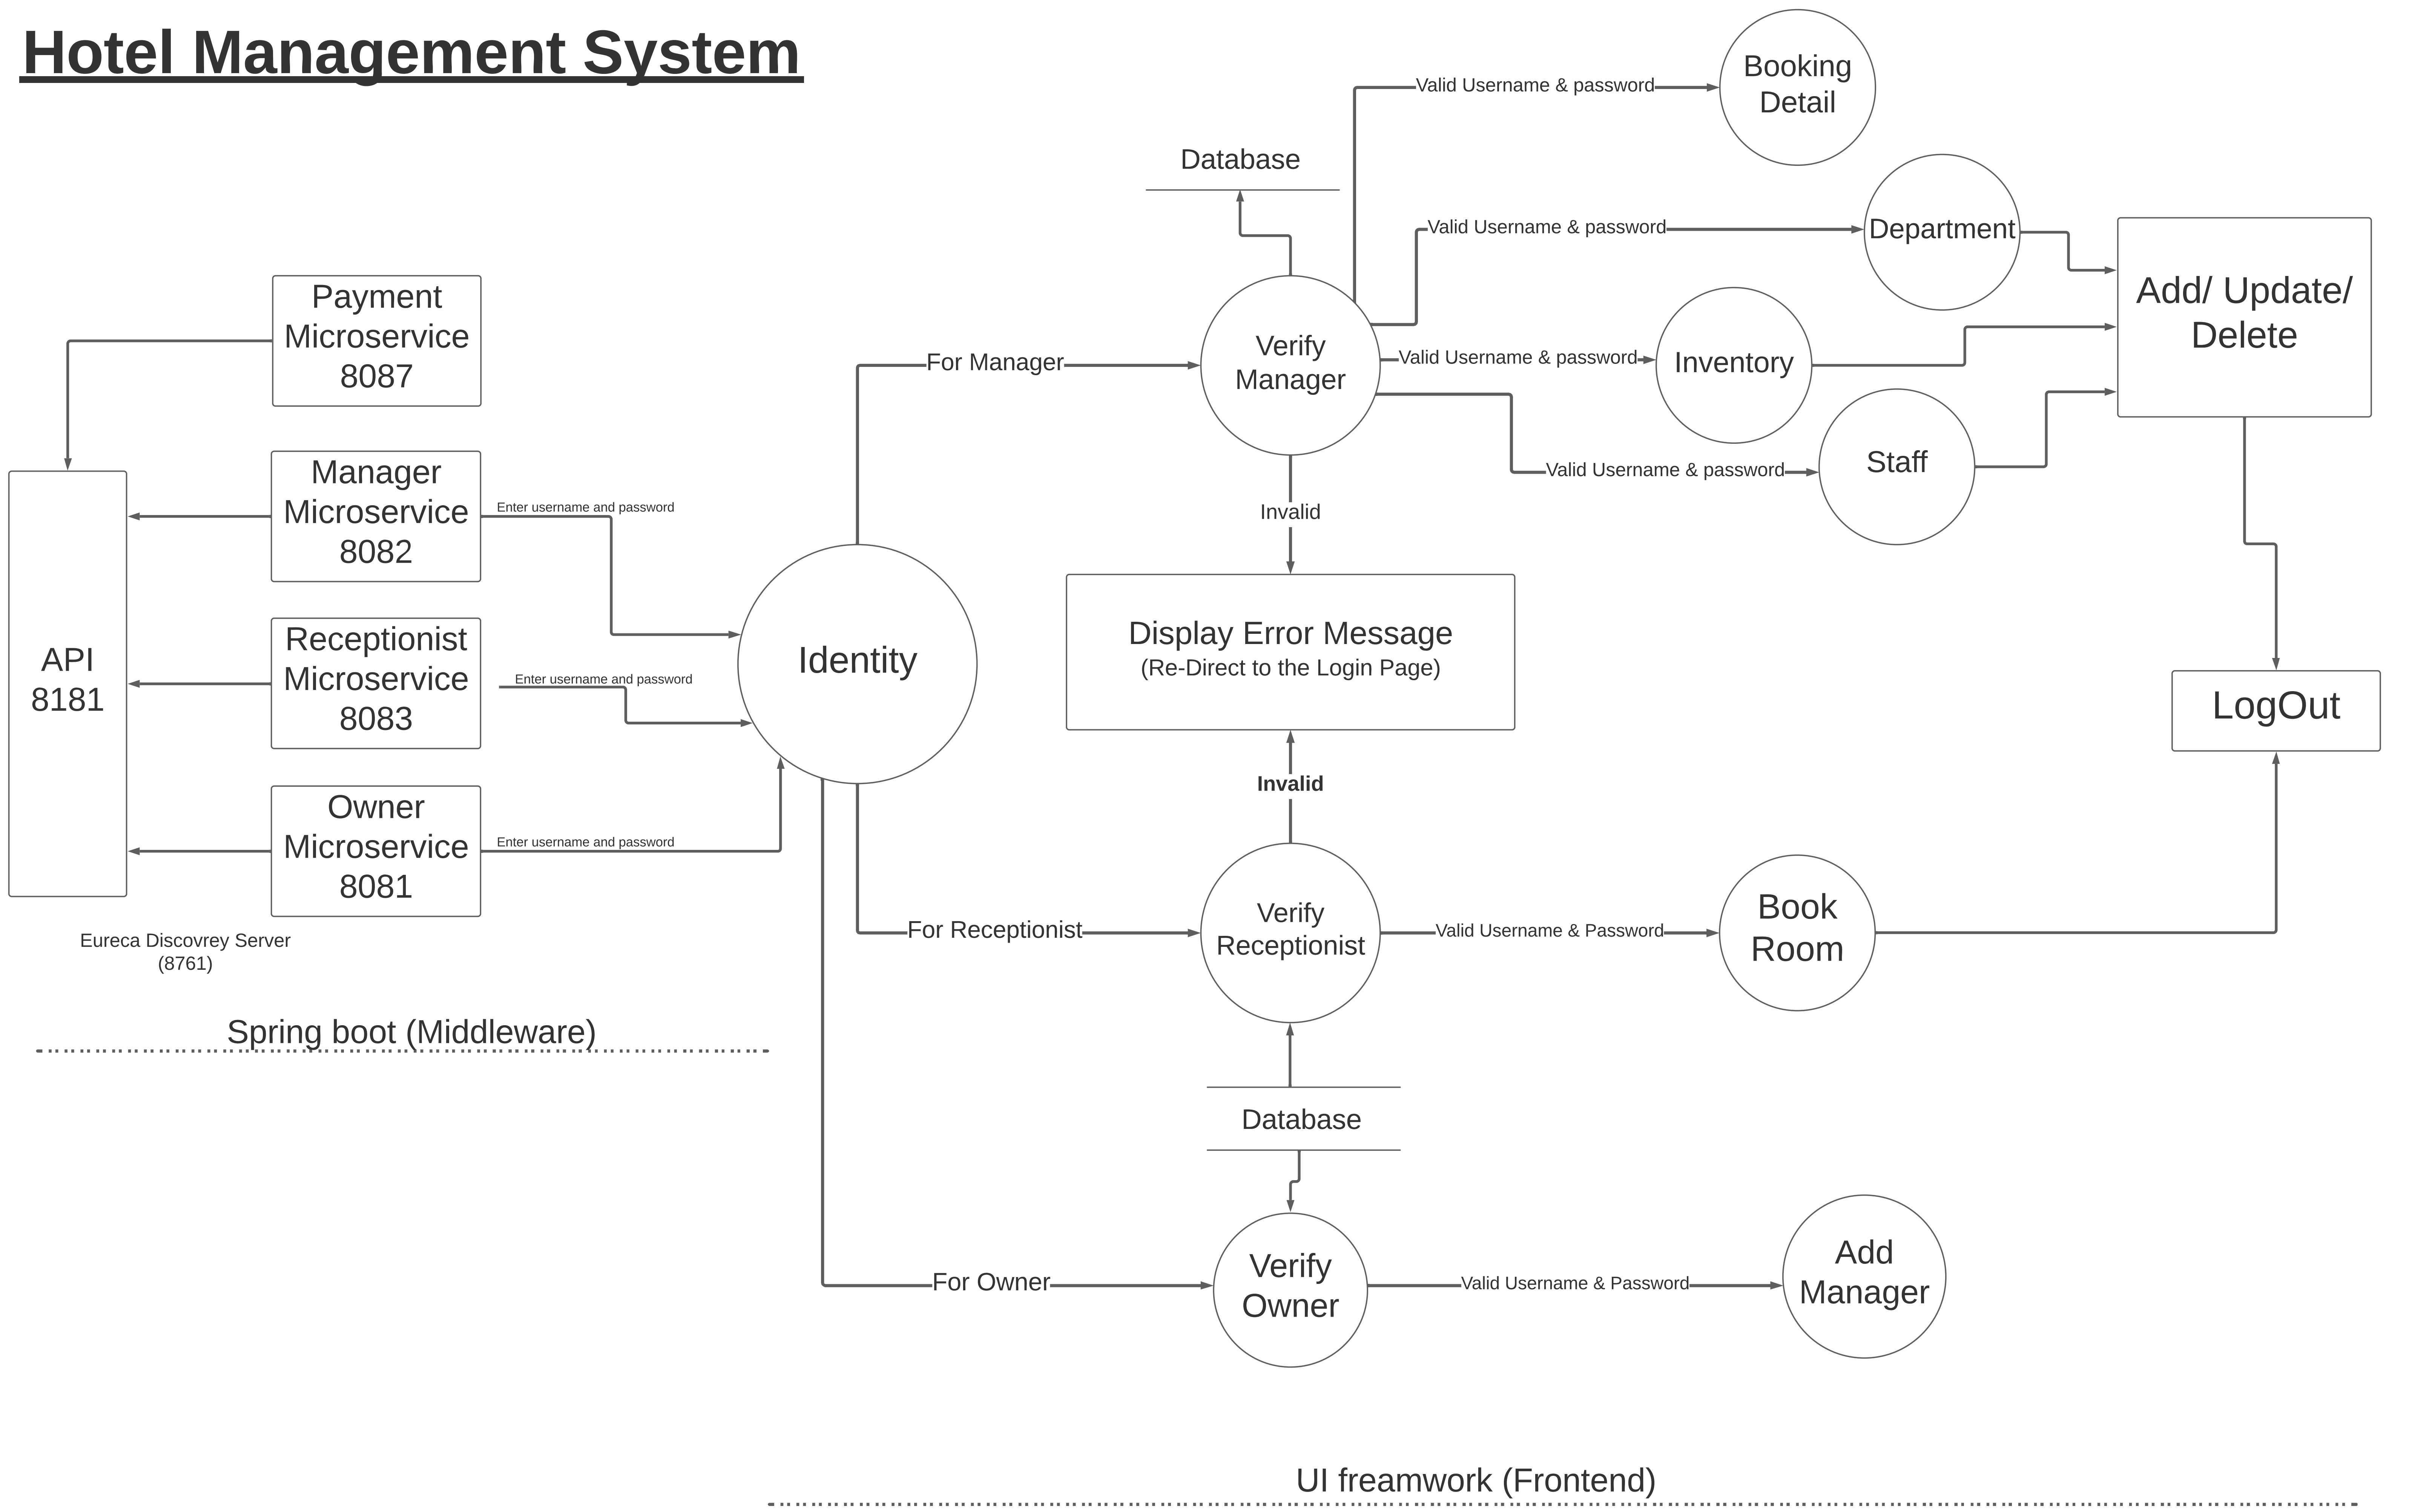 Hotel Management System
Booking
Detail
Valid Username & password
Database
Valid Username & password
Department
Add/ Update/
Delete
Payment
Microservice
8087
For Manager
Verify
Manager
Valid Username & password
Inventory
Valid Username & password
Staff
Manager
Microservice
8082
Enter username and password
Invalid
API
8181
Receptionist
Microservice
8083
Enter username and password
Identity
Display Error Message
(Re-Direct to the Login Page)
LogOut
Invalid
Owner
Microservice
8081
Enter username and password
For Receptionist
Verify
Receptionist
Valid Username & Password
Book
Room
Eureca Discovrey Server
(8761)
Spring boot (Middleware)
Database
For Owner
Verify
Owner
Valid Username & Password
Add
Manager
UI freamwork (Frontend)